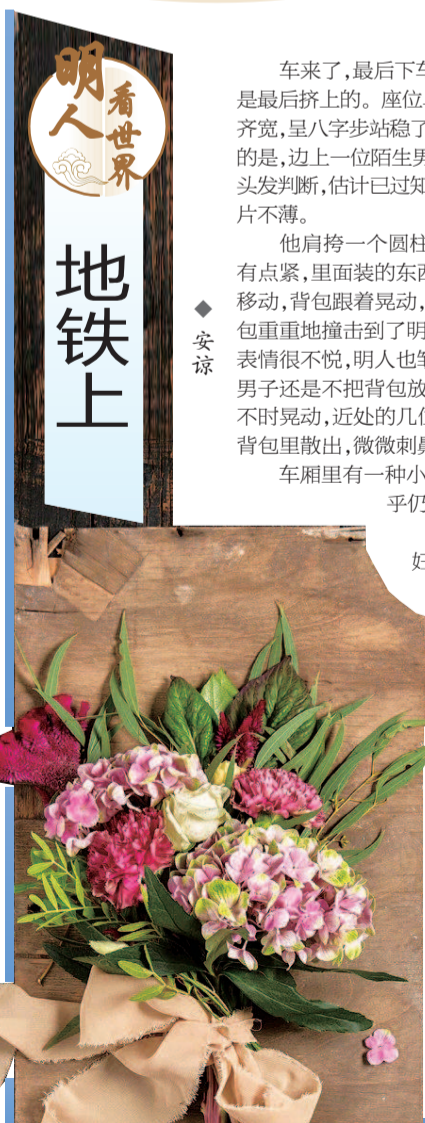 明人
看世界
地铁上
◆安谅
车来了,最后下车
是最后挤上的。座位
齐宽,呈八字步站稳了
的是,边上一位陌生男
头发判断,估计已过知
片不薄。
他肩挎一个圆柱
有点紧,里面装的东西
移动,背包跟着晃动,
包重重地撞击到了明
表情很不悦,明人也
男子还是不把背包放
不时晃动,近处的几位
背包里散出,微微刺鼻
车厢里有一种小
乎仍
好